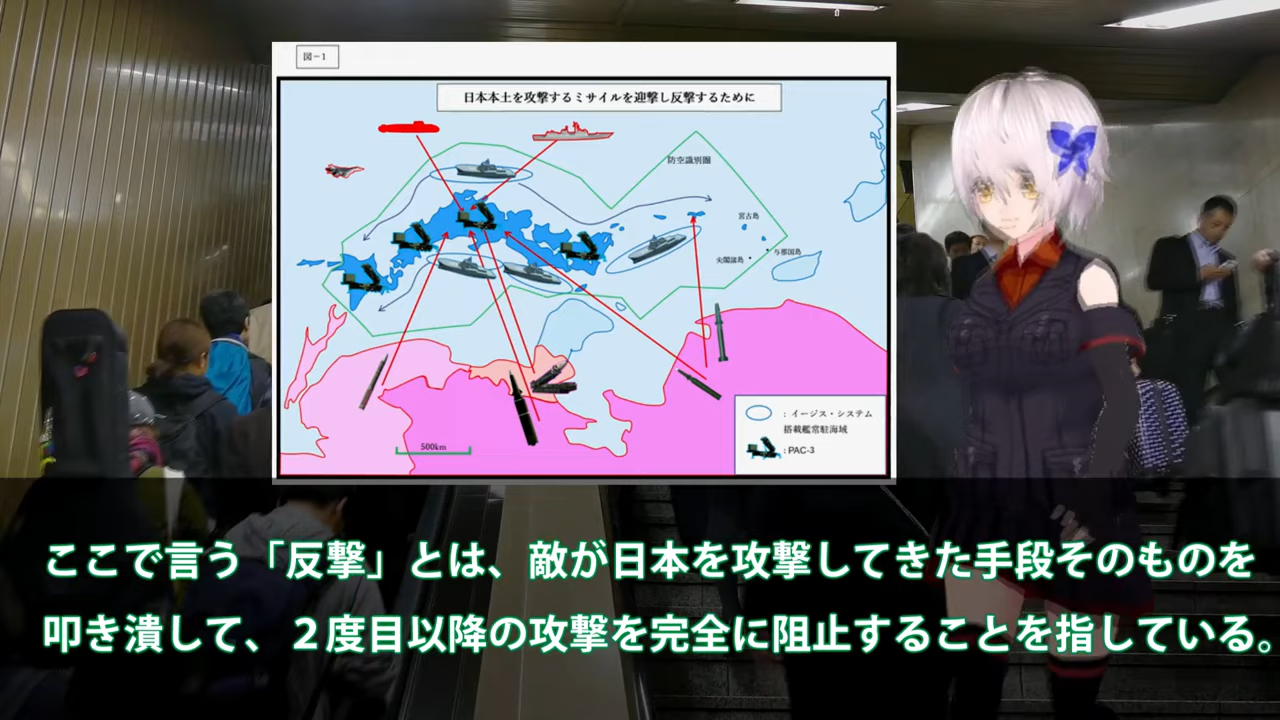 図－1
日本本土を攻撃するミサイルを迎撃し反撃するために
防空識別圏
宮古島
与那国島
尖閣諸島
500km
：イージス・システム
搭載艦常駐海域
：PAC-3
ここで言う「反撃」とは、敵が日本を攻撃してきた手段そのものを
叩き潰して、２度目以降の攻撃を完全に阻止することを指している。